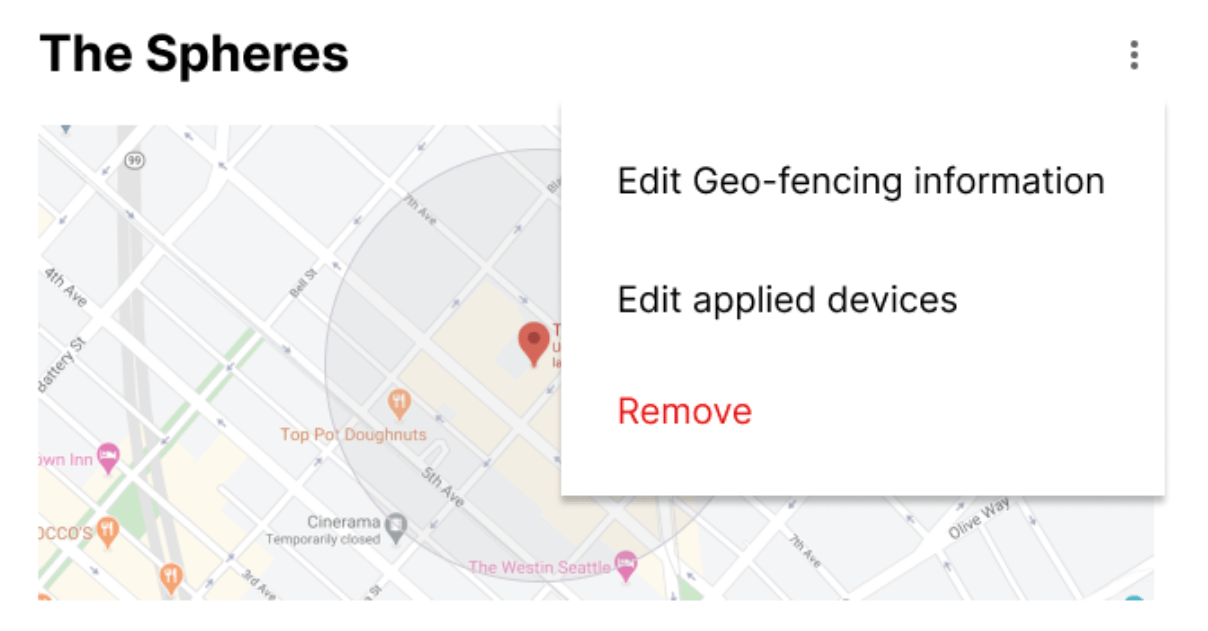 The Spheres
Edit Geo-fencing information
Edit applied devices
Remove
99
7th Ave
4th Ave
Bell St
Battery St
Top Pot Doughnuts
5th Ave
Cinerama
Temporarily closed
The Westin Seattle
3rd Ave
7th Ave
Olive Way
own Inn
OCCO'S
St